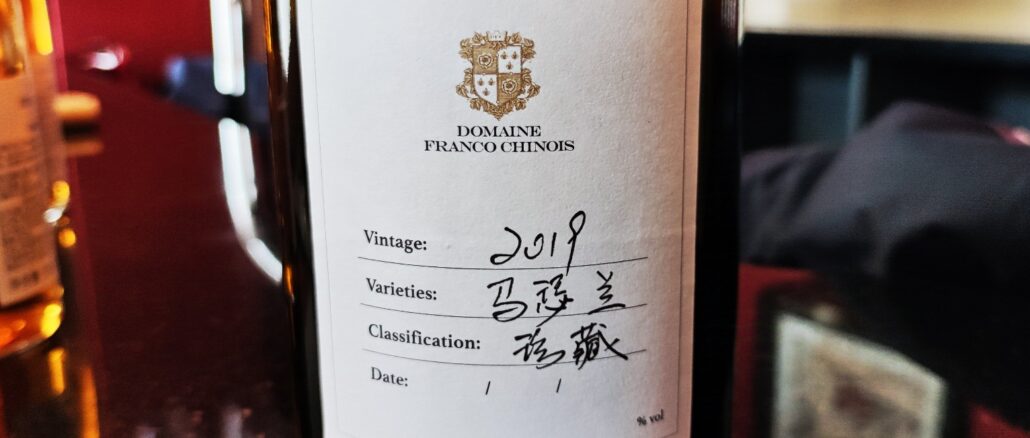 DOMAINE
FRANCO CHINOIS
Vintage: 2019
Varieties: 马瑟兰
Classification: 珍藏
Date: / /
% vol